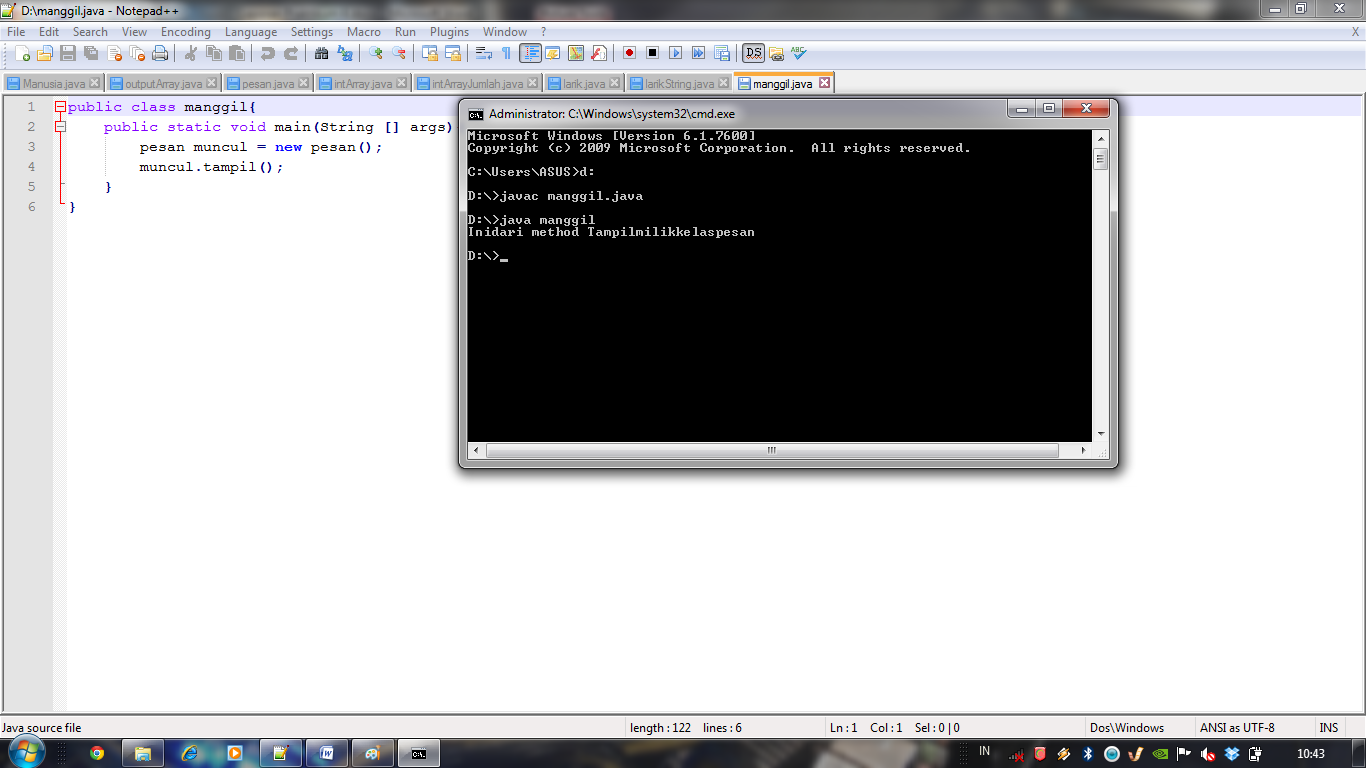 D:\manggil.java - Notepad++
File Edit Search View Encoding Language Settings Macro Run Plugins Window ? X
Manusia.java outputArray.java pesan.java intArray.java intArrayJumlah.java larik.java larikString.java manggil.java
1 public class manggil{
2 public static void main(String [] args)
3 pesan muncul = new pesan();
4 muncul.tampil();
5 }
6 }
Administrator: C:\Windows\system32\cmd.exe
Microsoft Windows [Version 6.1.7600]
Copyright (c) 2009 Microsoft Corporation. All rights reserved.
C:\Users\ASUS>d:
D:\>javac manggil.java
D:\>java manggil
Inidari method Tampilmilikkelaspesan
D:\>_
Java source file length : 122 lines : 6 Ln : 1 Col : 1 Sel : 0 | 0 Dos\Windows ANSI as UTF-8 INS
IN 10:43